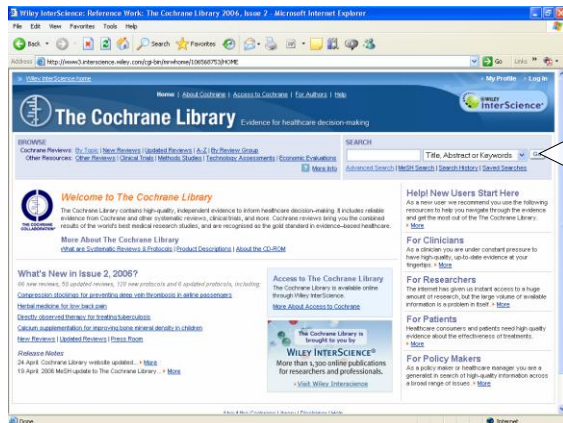 Wiley InterScience: Reference Work: The Cochrane Library 2006, Issue 2 - Microsoft Internet Explorer
File Edit View Favorites Tools Help
Back Search Favorites
Address http://www3.interscience.wiley.com/cgi-bin/mrwhome/106568753/HOME Go Links »
» Wiley InterScience home » My Profile » Log In
Home | About Cochrane | Access to Cochrane | For Authors | Help
The Cochrane Library Evidence for healthcare decision-making
WILEY InterScience®
BROWSE
Cochrane Reviews: By Topic | New Reviews | Updated Reviews | A-Z | By Review Group
Other Resources: Other Reviews | Clinical Trials | Methods Studies | Technology Assessments | Economic Evaluations
More Info
SEARCH
Title, Abstract or Keywords
Advanced Search | MeSH Search | Search History | Saved Searches
THE COCHRANE COLLABORATION®
Welcome to The Cochrane Library
The Cochrane Library contains high-quality, independent evidence to inform healthcare decision-making. It includes reliable
evidence from Cochrane and other systematic reviews, clinical trials, and more. Cochrane reviews bring you the combined
results of the world's best medical research studies, and are recognised as the gold standard in evidence-based healthcare.
More About The Cochrane Library
What are Systematic Reviews & Protocols | Product Descriptions | About the CD-ROM
What's New in Issue 2, 2006?
new reviews, 50 updated reviews, 120 new protocols and 6 updated protocols, including:
Compression stockings for preventing deep vein thrombosis in airline passengers
Herbal medicine for low back pain
Directly observed therapy for treating tuberculosis
Calcium supplementation for improving bone mineral density in children
New Reviews | Updated Reviews | Press Room
Release Notes
24 April: Cochrane Library website updated... » More
19 April: 2006 MeSH update to The Cochrane Library... » More
Access to The Cochrane Library
The Cochrane Library is available online
through Wiley InterScience.
More About Access to Cochrane
The Cochrane Library is
brought to you by
WILEY INTERSCIENCE®
More than 1,300 online publications
for researchers and professionals.
» Visit Wiley Interscience
Help! New Users Start Here
As a new user we recommend you use the following
resources to help you navigate through the evidence
and get the most out of the The Cochrane Library.
» More
For Clinicians
As a clinician you are under constant pressure to
have high-quality, up-to-date evidence at your
fingertips. » More
For Researchers
The internet has given us instant access to a huge
amount of research, but the large volume of available
information is a problem in itself. » More
For Patients
Healthcare consumers and patients need high quality
evidence about the effectiveness of treatments.
» More
For Policy Makers
As a policy maker or healthcare manager you are a
generalist in search of high-quality information across
a broad range of issues. » More
Done Internet